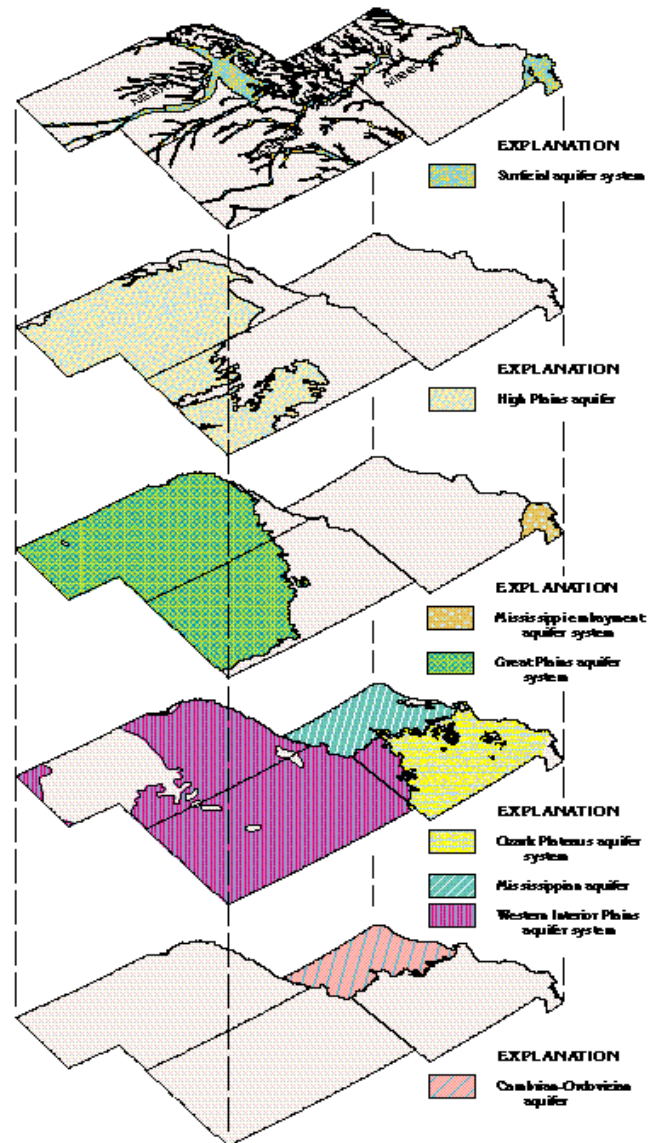 EXPLANATION
Surficial aquifer system
EXPLANATION
High Plains aquifer
EXPLANATION
Mississippi embayment
aquifer system
Great Plains aquifer
system
EXPLANATION
Ozark Plateaus aquifer
system
Mississippian aquifer
Western Interior Plains
aquifer system
EXPLANATION
Cambrian-Ordovician
aquifer